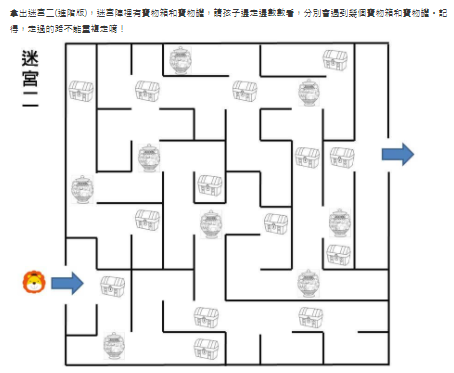 拿出迷宮二(進階版)，迷宮陣裡有寶物箱和寶物罐，請孩子邊走邊數數看，分別會遇到幾個寶物箱和寶物罐。記
得，走過的路不能重複走唷！
迷
宮
二